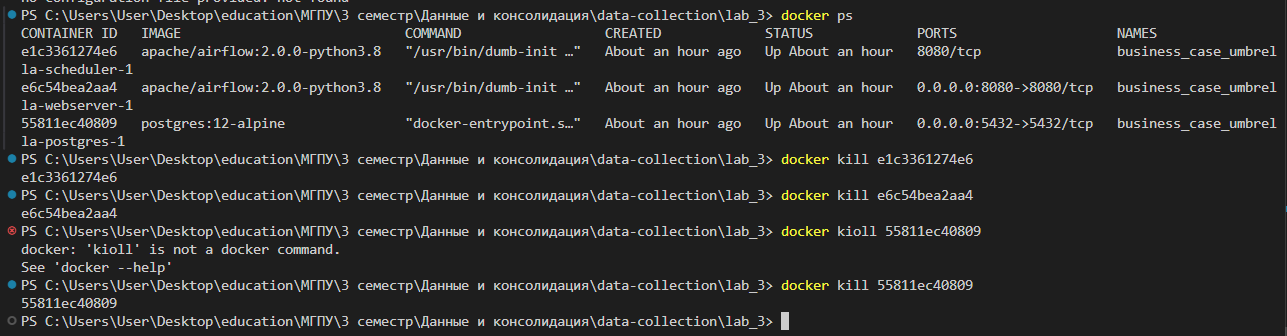 PS C:\Users\User\Desktop\education\МГПУ\3 семестр\Данные и консолидация\data-collection\lab_3> docker ps
CONTAINER ID   IMAGE                          COMMAND                  CREATED             STATUS             PORTS                    NAMES
e1c3361274e6   apache/airflow:2.0.0-python3.8   "/usr/bin/dumb-init …"   About an hour ago   Up About an hour   8080/tcp                 business_case_umbrel
la-scheduler-1
e6c54bea2aa4   apache/airflow:2.0.0-python3.8   "/usr/bin/dumb-init …"   About an hour ago   Up About an hour   0.0.0.0:8080->8080/tcp   business_case_umbrel
la-webserver-1
55811ec40809   postgres:12-alpine               "docker-entrypoint.s…"   About an hour ago   Up About an hour   0.0.0.0:5432->5432/tcp   business_case_umbrel
la-postgres-1
PS C:\Users\User\Desktop\education\МГПУ\3 семестр\Данные и консолидация\data-collection\lab_3> docker kill e1c3361274e6
e1c3361274e6
PS C:\Users\User\Desktop\education\МГПУ\3 семестр\Данные и консолидация\data-collection\lab_3> docker kill e6c54bea2aa4
e6c54bea2aa4
PS C:\Users\User\Desktop\education\МГПУ\3 семестр\Данные и консолидация\data-collection\lab_3> docker kioll 55811ec40809
docker: 'kioll' is not a docker command.
See 'docker --help'
PS C:\Users\User\Desktop\education\МГПУ\3 семестр\Данные и консолидация\data-collection\lab_3> docker kill 55811ec40809
55811ec40809
PS C:\Users\User\Desktop\education\МГПУ\3 семестр\Данные и консолидация\data-collection\lab_3>